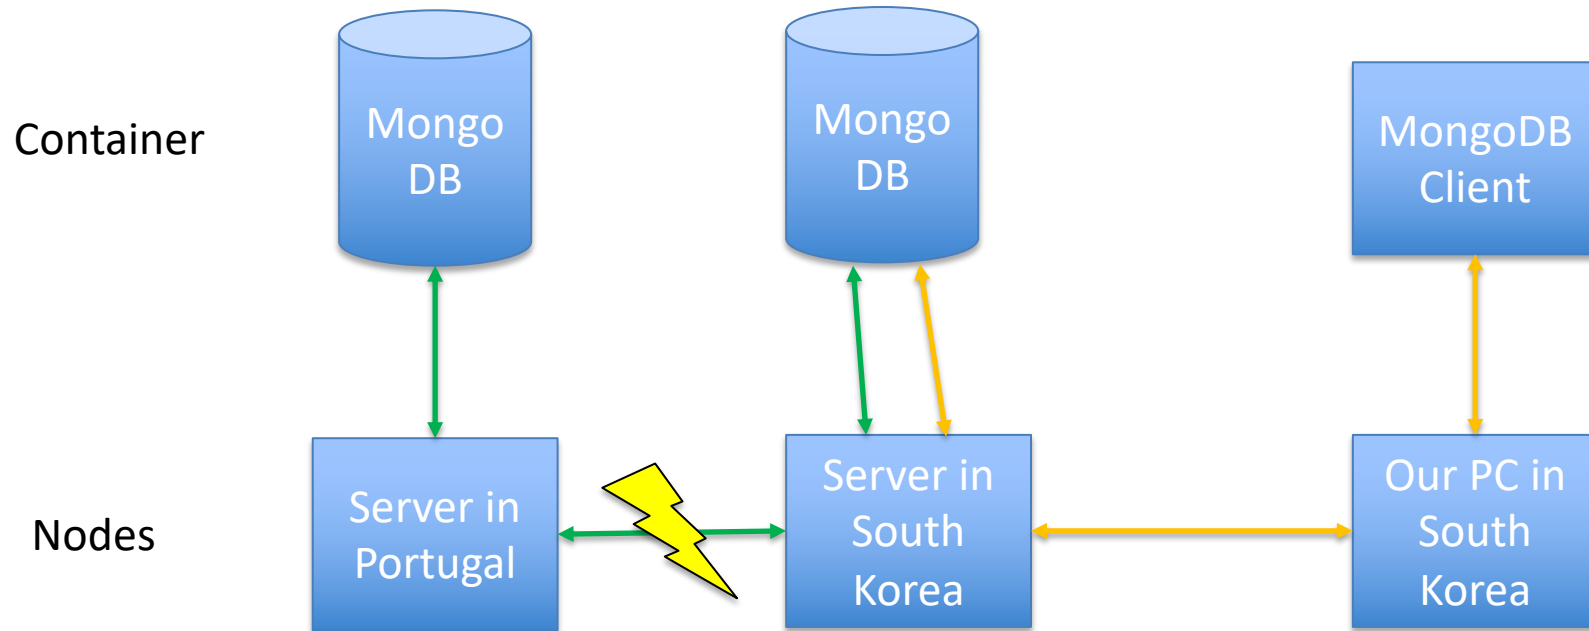 Container
Mongo
DB
Mongo
DB
MongoDB
Client
Nodes
Server in
Portugal
Server in
South
Korea
Our PC in
South
Korea